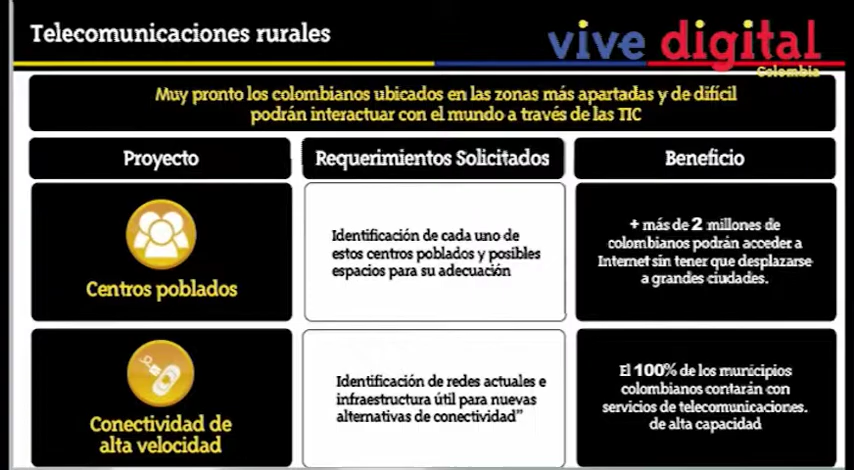 Telecomunicaciones rurales
vive digital
Colombia
Muy pronto los colombianos ubicados en las zonas más apartadas y de difícil
podrán interactuar con el mundo a través de las TIC
Proyecto
Requerimientos Solicitados
Beneficio
Centros poblados
Identificación de cada uno de
estos centros poblados y posibles
espacios para su adecuación
+ más de 2 millones de
colombianos podrán acceder a
Internet sin tener que desplazarse
a grandes ciudades.
Conectividad de
alta velocidad
Identificación de redes actuales e
infraestructura útil para nuevas
alternativas de conectividad”
El 100% de los municipios
colombianos contarán con
servicios de telecomunicaciones.
de alta capacidad